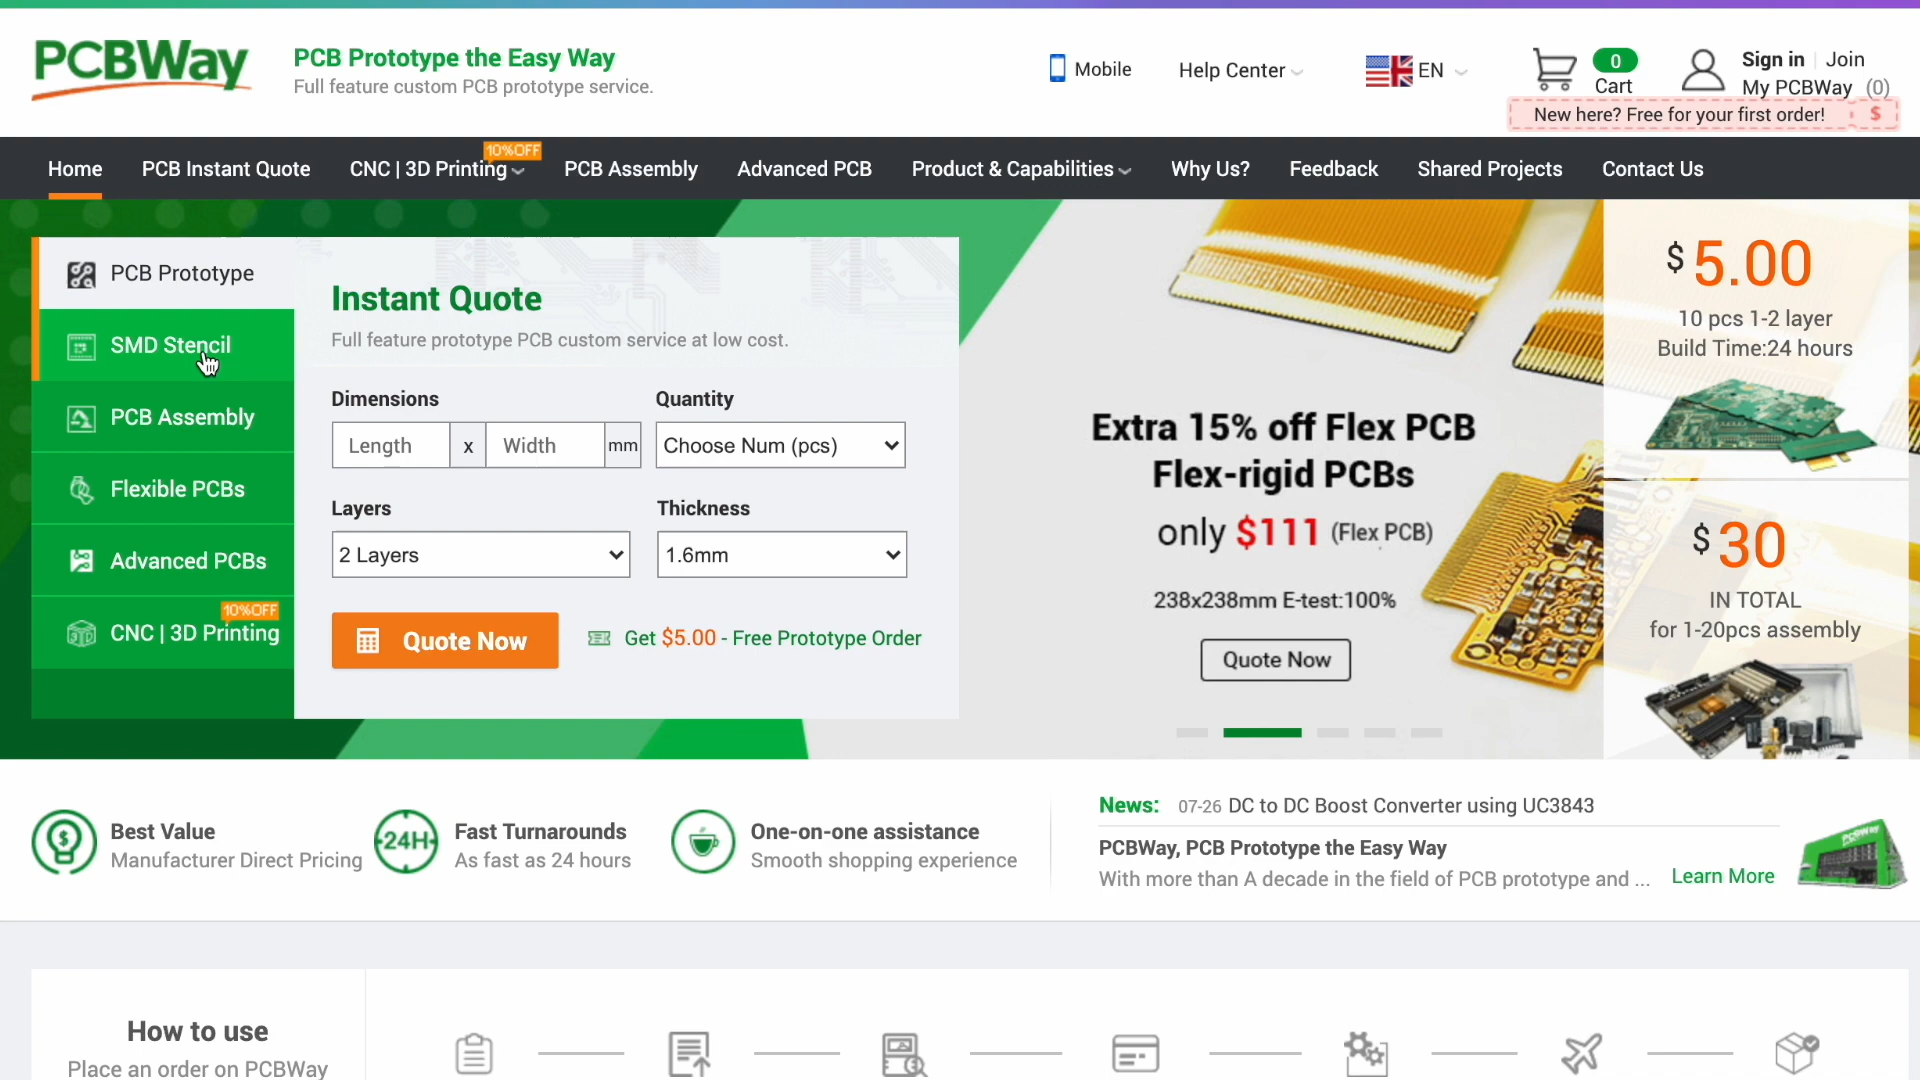 PCBWay
PCB Prototype the Easy Way
Full feature custom PCB prototype service.
Mobile
Help Center
EN
0
Cart
Sign in | Join
My PCBWay (0)
New here? Free for your first order! $
Home
PCB Instant Quote
CNC | 3D Printing
10%OFF
PCB Assembly
Advanced PCB
Product & Capabilities
Why Us?
Feedback
Shared Projects
Contact Us
PCB Prototype
SMD Stencil
PCB Assembly
Flexible PCBs
Advanced PCBs
10%OFF
CNC | 3D Printing
Instant Quote
Full feature prototype PCB custom service at low cost.
Dimensions
Quantity
Length x Width mm
Choose Num (pcs)
Layers
Thickness
2 Layers
1.6mm
Quote Now
Get $5.00 - Free Prototype Order
Extra 15% off Flex PCB
Flex-rigid PCBs
only $111 (Flex PCB)
238x238mm E-test:100%
Quote Now
$ 5.00
10 pcs 1-2 layer
Build Time:24 hours
$ 30
IN TOTAL
for 1-20pcs assembly
Best Value
Manufacturer Direct Pricing
24H
Fast Turnarounds
As fast as 24 hours
One-on-one assistance
Smooth shopping experience
News: 07-26 DC to DC Boost Converter using UC3843
PCBWay, PCB Prototype the Easy Way
With more than A decade in the field of PCB prototype and ...
Learn More
PCBWay
How to use
Place an order on PCBWay